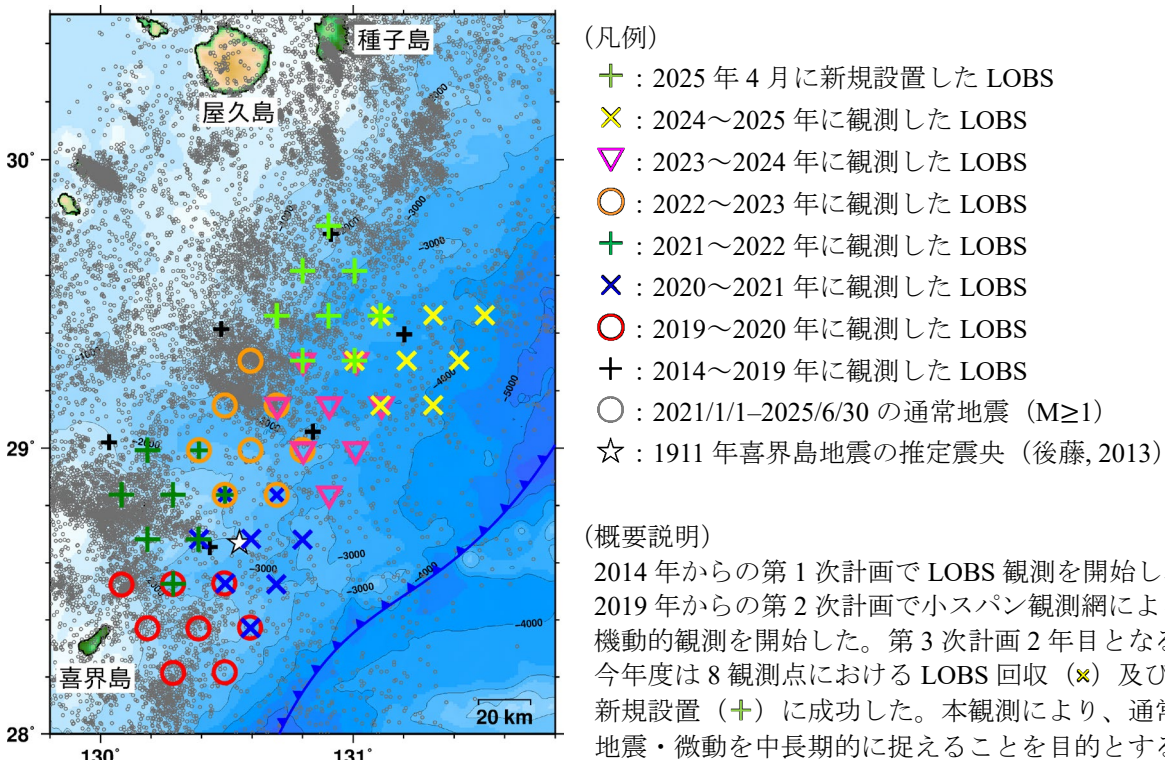 種子島
屋久島
30°
29°
28°
喜界島
20 km
130°
131°
-1000
-2000
-3000
-3000
-3000
-3000
-4000
-4000
-4000
-5000
（凡例）
＋：2025 年 4 月に新規設置した LOBS
×：2024～2025 年に観測した LOBS
▽：2023～2024 年に観測した LOBS
○：2022～2023 年に観測した LOBS
＋：2021～2022 年に観測した LOBS
×：2020～2021 年に観測した LOBS
○：2019～2020 年に観測した LOBS
＋：2014～2019 年に観測した LOBS
○：2021/1/1–2025/6/30 の通常地震（M≥1）
☆：1911 年喜界島地震の推定震央（後藤, 2013）
（概要説明）
2014 年からの第 1 次計画で LOBS 観測を開始し
2019 年からの第 2 次計画で小スパン観測網によ
機動的観測を開始した。第 3 次計画 2 年目となる
今年度は 8 観測点における LOBS 回収（×）及び
新規設置（＋）に成功した。本観測により、通常
地震・微動を中長期的に捉えることを目的とする